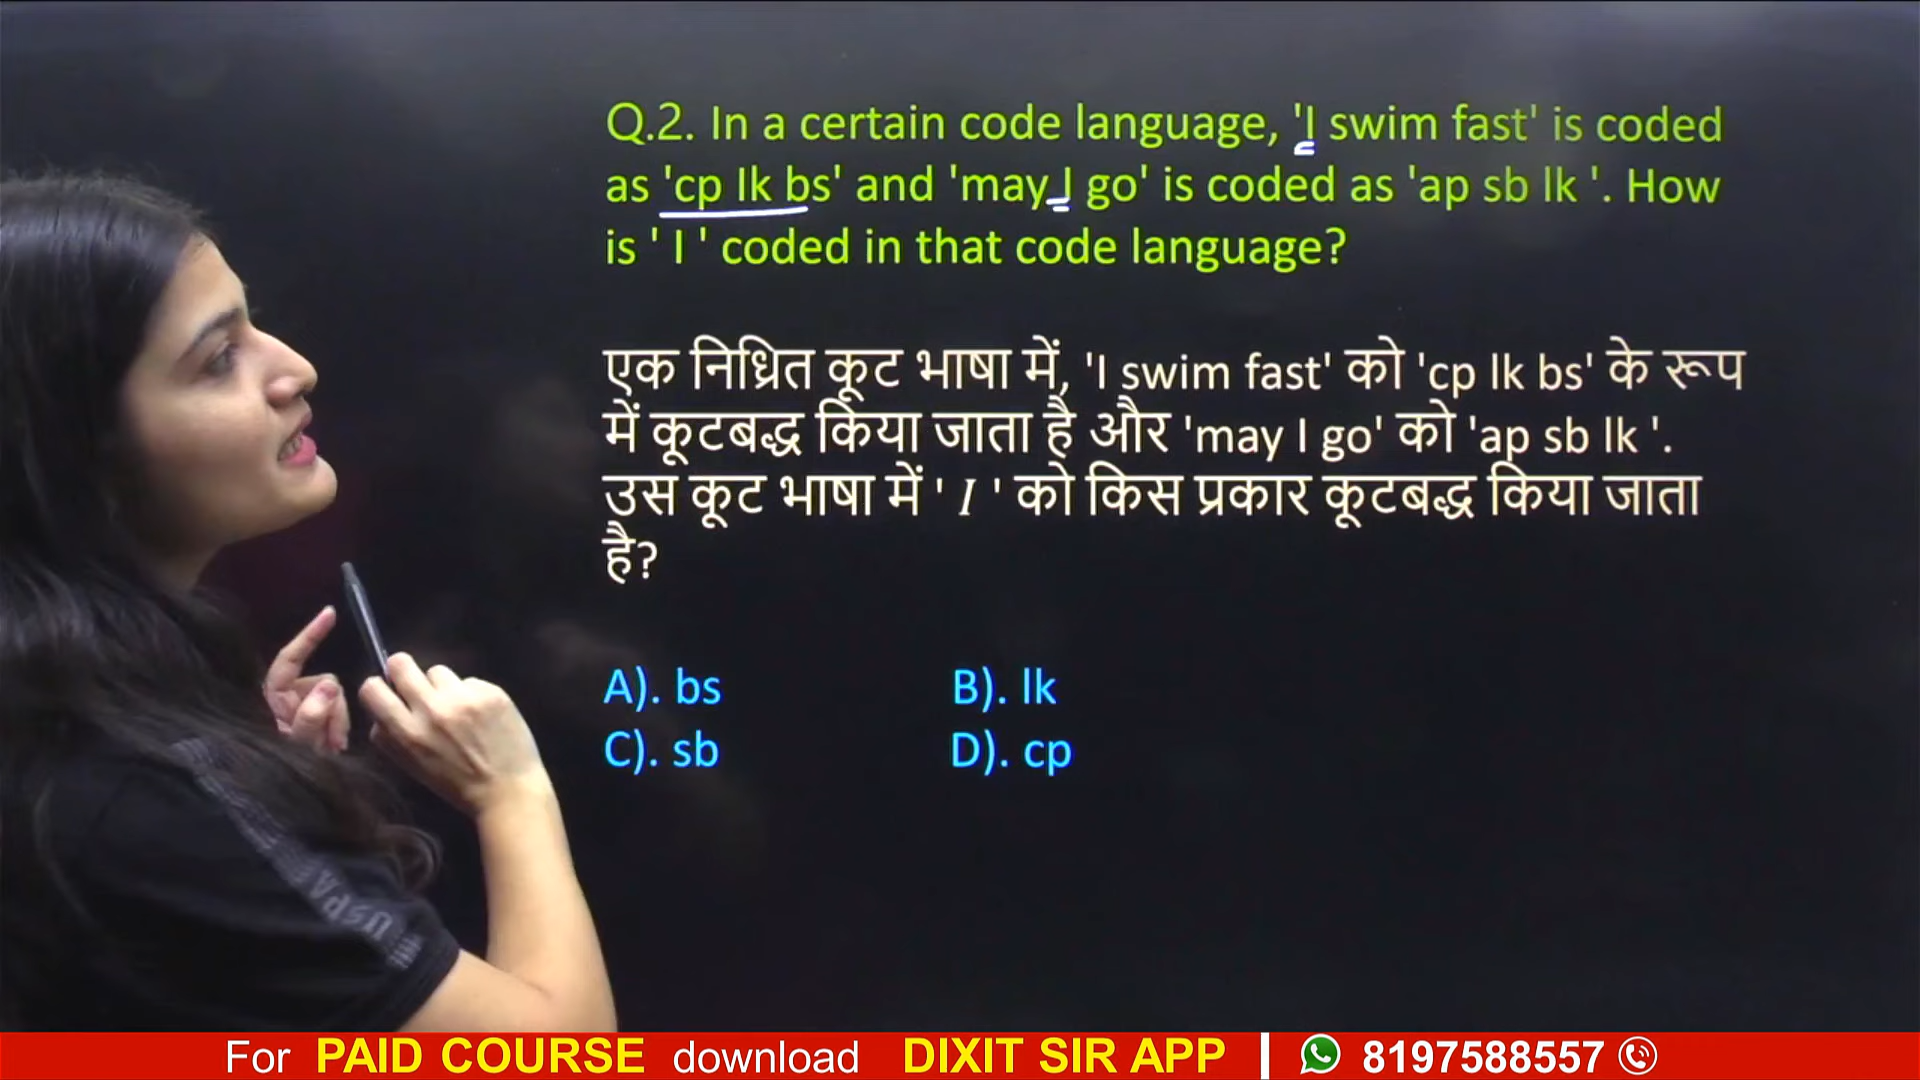 Q.2. In a certain code language, 'I swim fast' is coded
as 'cp lk bs' and 'may I go' is coded as 'ap sb lk '. How
is ' I ' coded in that code language?
एक निध्रित कूट भाषा में, 'I swim fast' को 'cp lk bs' के रूप
में कूटबद्ध किया जाता है और 'may I go' को 'ap sb lk '.
उस कूट भाषा में ' I ' को किस प्रकार कूटबद्ध किया जाता
है?
A). bs B). lk
C). sb D). cp
For PAID COURSE download DIXIT SIR APP | 8197588557